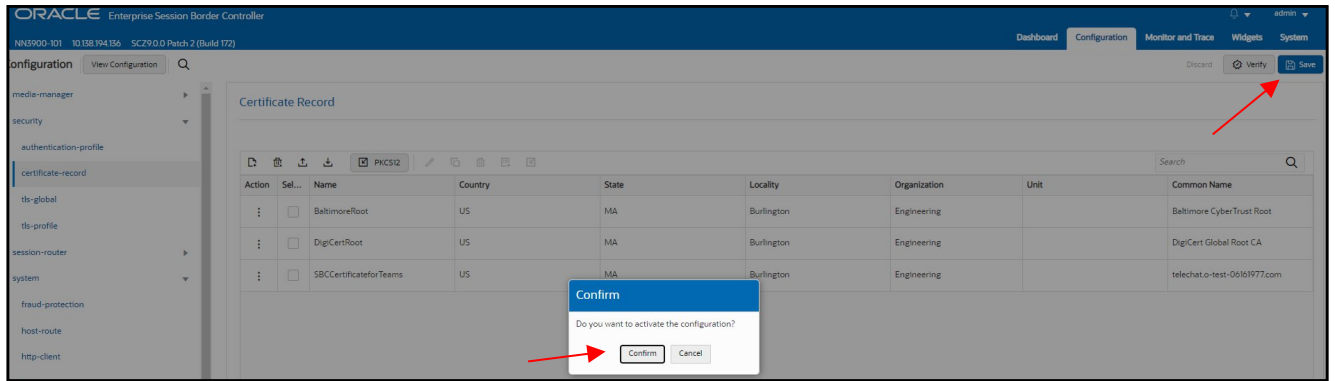 ORACLE Enterprise Session Border Controller
admin
NN3900-101 10.138.194.136 SCZ9.0.0 Patch 2 (Build 172)
Dashboard Configuration Monitor and Trace Widgets System
onfiguration View Configuration
Discard Verify Save
media-manager
security
authentication-profile
certificate-record
tls-global
tls-profile
session-router
system
fraud-protection
host-route
http-client
Certificate Record
PKCS12
Search
Action Sel... Name Country State Locality Organization Unit Common Name
BaltimoreRoot US MA Burlington Engineering Baltimore CyberTrust Root
DigiCertRoot US MA Burlington Engineering DigiCert Global Root CA
SBCCertificateforTeams US MA Burlington Engineering telechat.o-test-06161977.com
Confirm
Do you want to activate the configuration?
Confirm Cancel